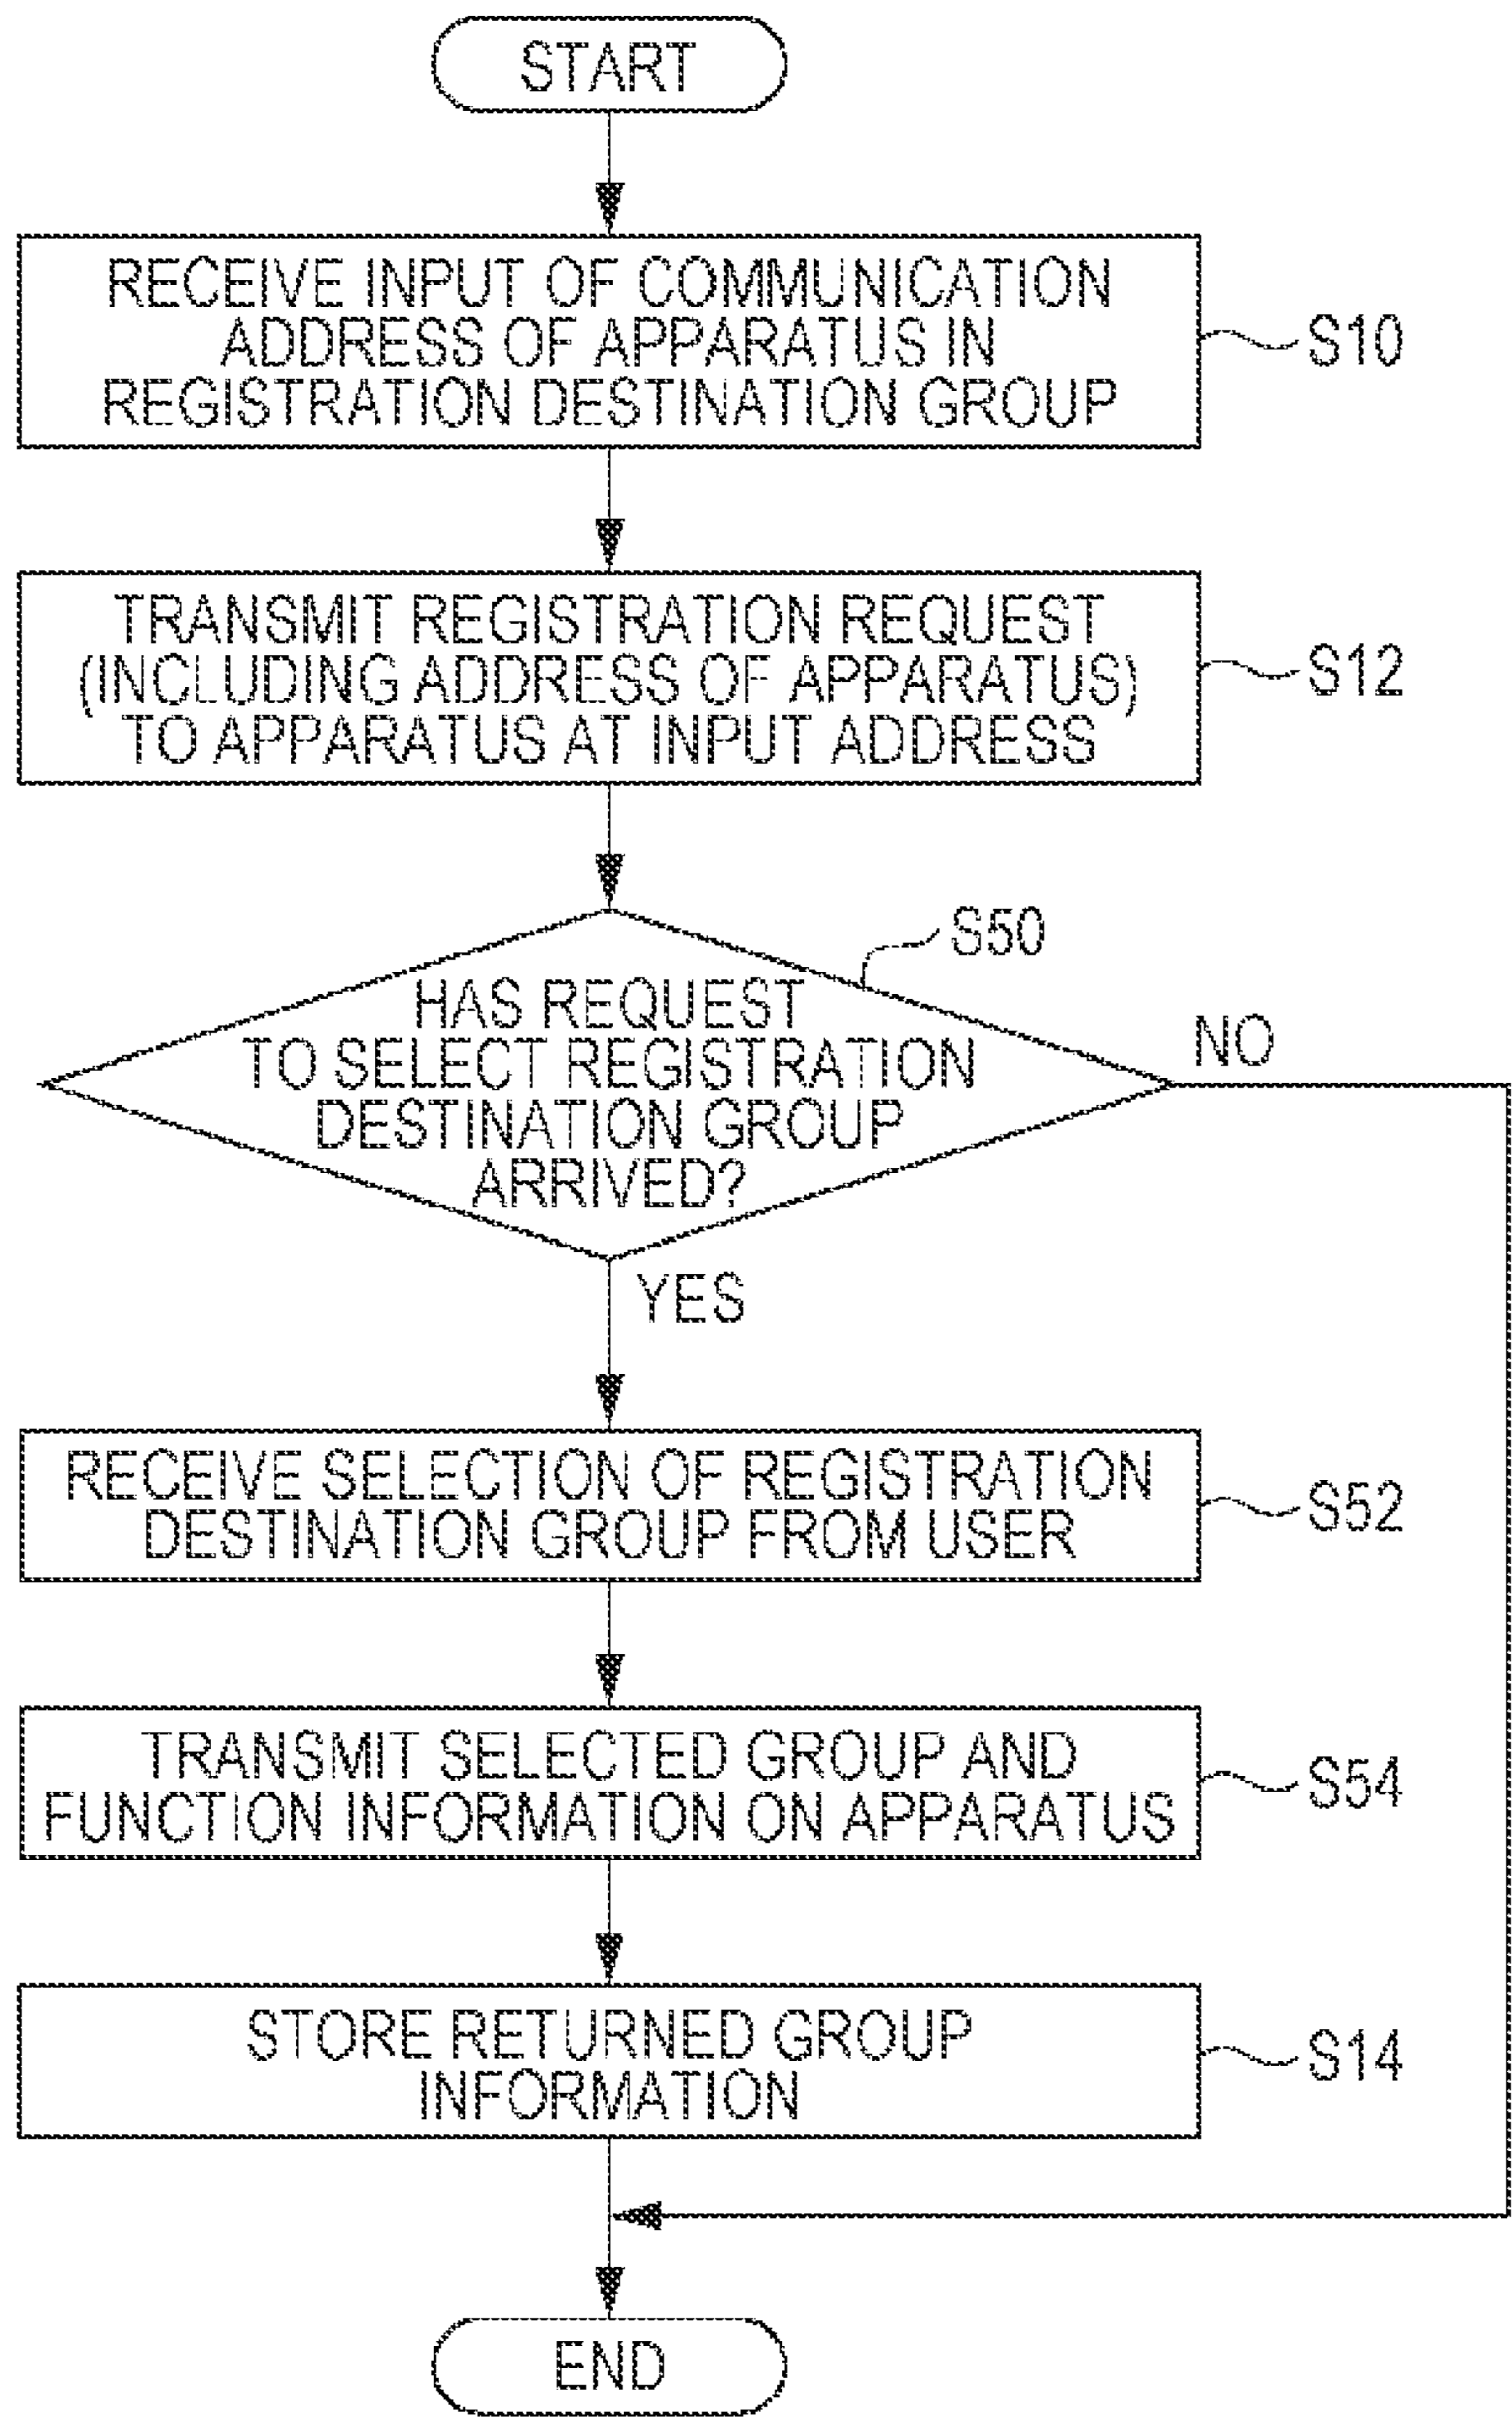 START
RECEIVE INPUT OF COMMUNICATION
ADDRESS OF APPARATUS IN
REGISTRATION DESTINATION GROUP
S10
TRANSMIT REGISTRATION REQUEST
(INCLUDING ADDRESS OF APPARATUS)
TO APPARATUS AT INPUT ADDRESS
S12
S50
HAS REQUEST
TO SELECT REGISTRATION
DESTINATION GROUP
ARRIVED?
NO
YES
RECEIVE SELECTION OF REGISTRATION
DESTINATION GROUP FROM USER
S52
TRANSMIT SELECTED GROUP AND
FUNCTION INFORMATION ON APPARATUS
S54
STORE RETURNED GROUP
INFORMATION
S14
END